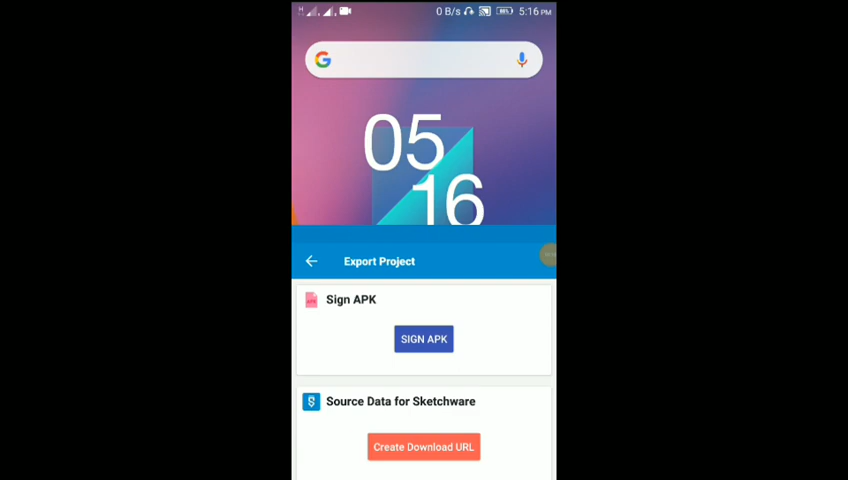 H 0 B/s 86% 5:16 PM
05
16
Export Project
Sign APK
SIGN APK
Source Data for Sketchware
Create Download URL